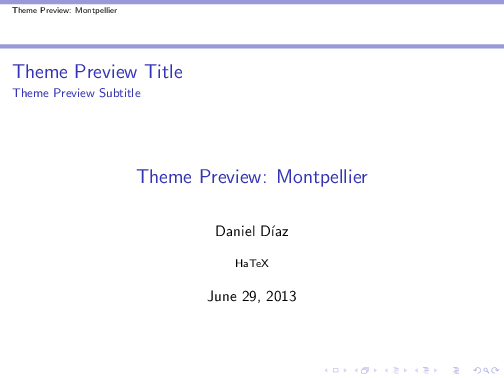 Theme Preview: Montpellier
Theme Preview Title
Theme Preview Subtitle
Theme Preview: Montpellier
Daniel Díaz
HaTeX
June 29, 2013